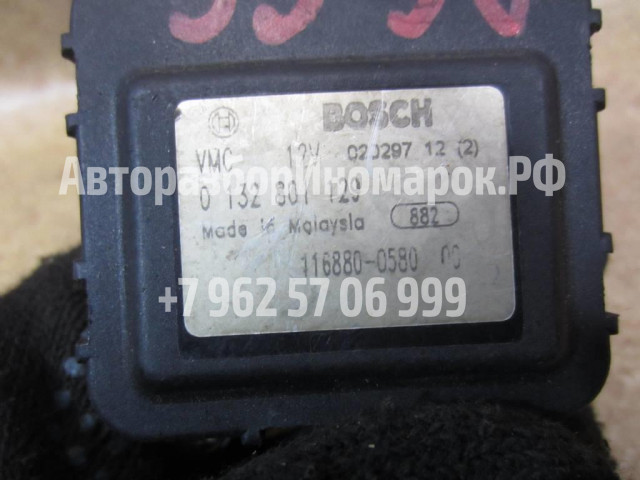 BOSCH
VMC 12V 020297 12 (2)
АвторазборИномарок.РФ
0 132 801 129
Made in Malaysia 882
116880-0580
+7 962 57 06 999